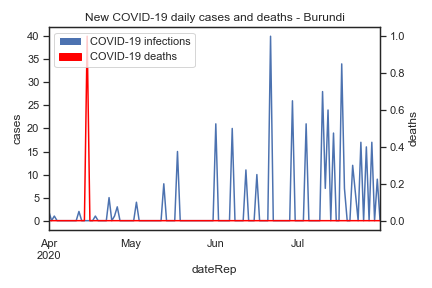 New COVID-19 daily cases and deaths - Burundi
COVID-19 infections
COVID-19 deaths
40
35
30
25
20
15
10
5
0
cases
1.0
0.8
0.6
0.4
0.2
0.0
deaths
Apr May Jun Jul
2020
dateRep